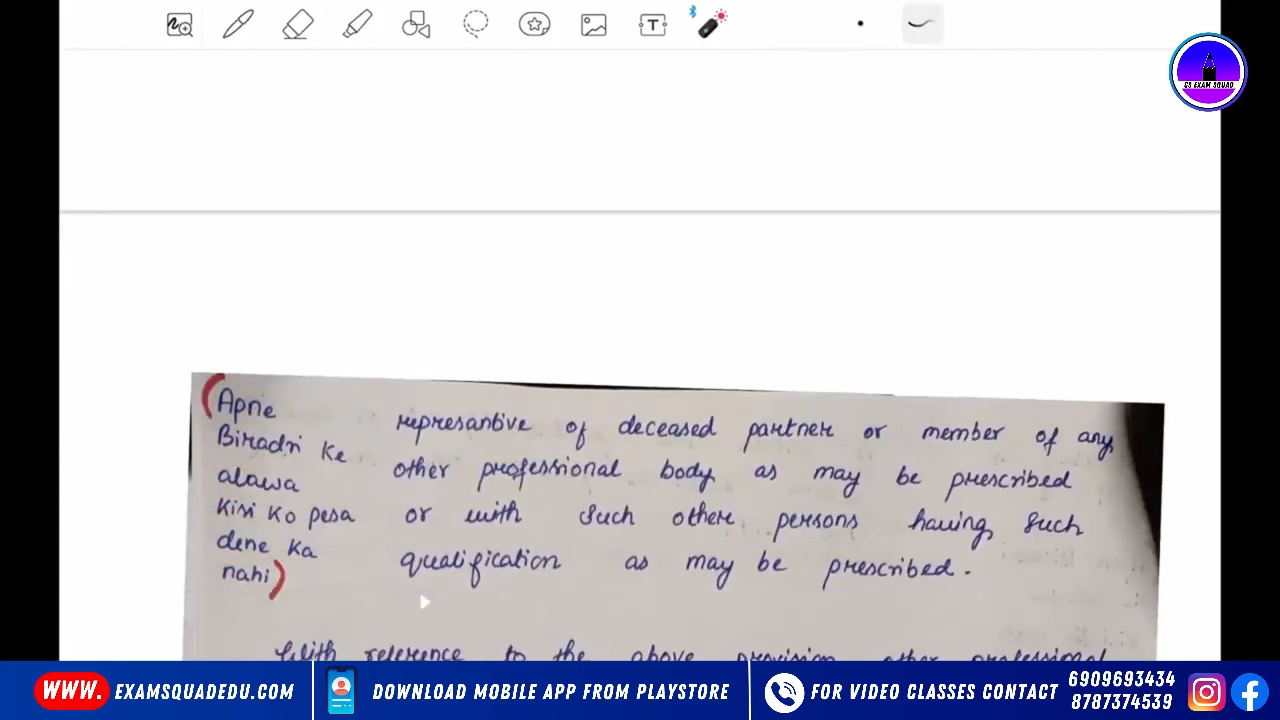 CS EXAM SQUAD
(Apne
Biradri ke
alawa
Kisi ko pesa
dene ka
nahi)
represantive of deceased partner or member of any
other professional body as may be prescribed
or with such other persons having such
qualification as may be prescribed.
With reference to the above provision other professional
WWW. EXAMSQUADEDU.COM
DOWNLOAD MOBILE APP FROM PLAYSTORE
FOR VIDEO CLASSES CONTACT
6909693434
8787374539